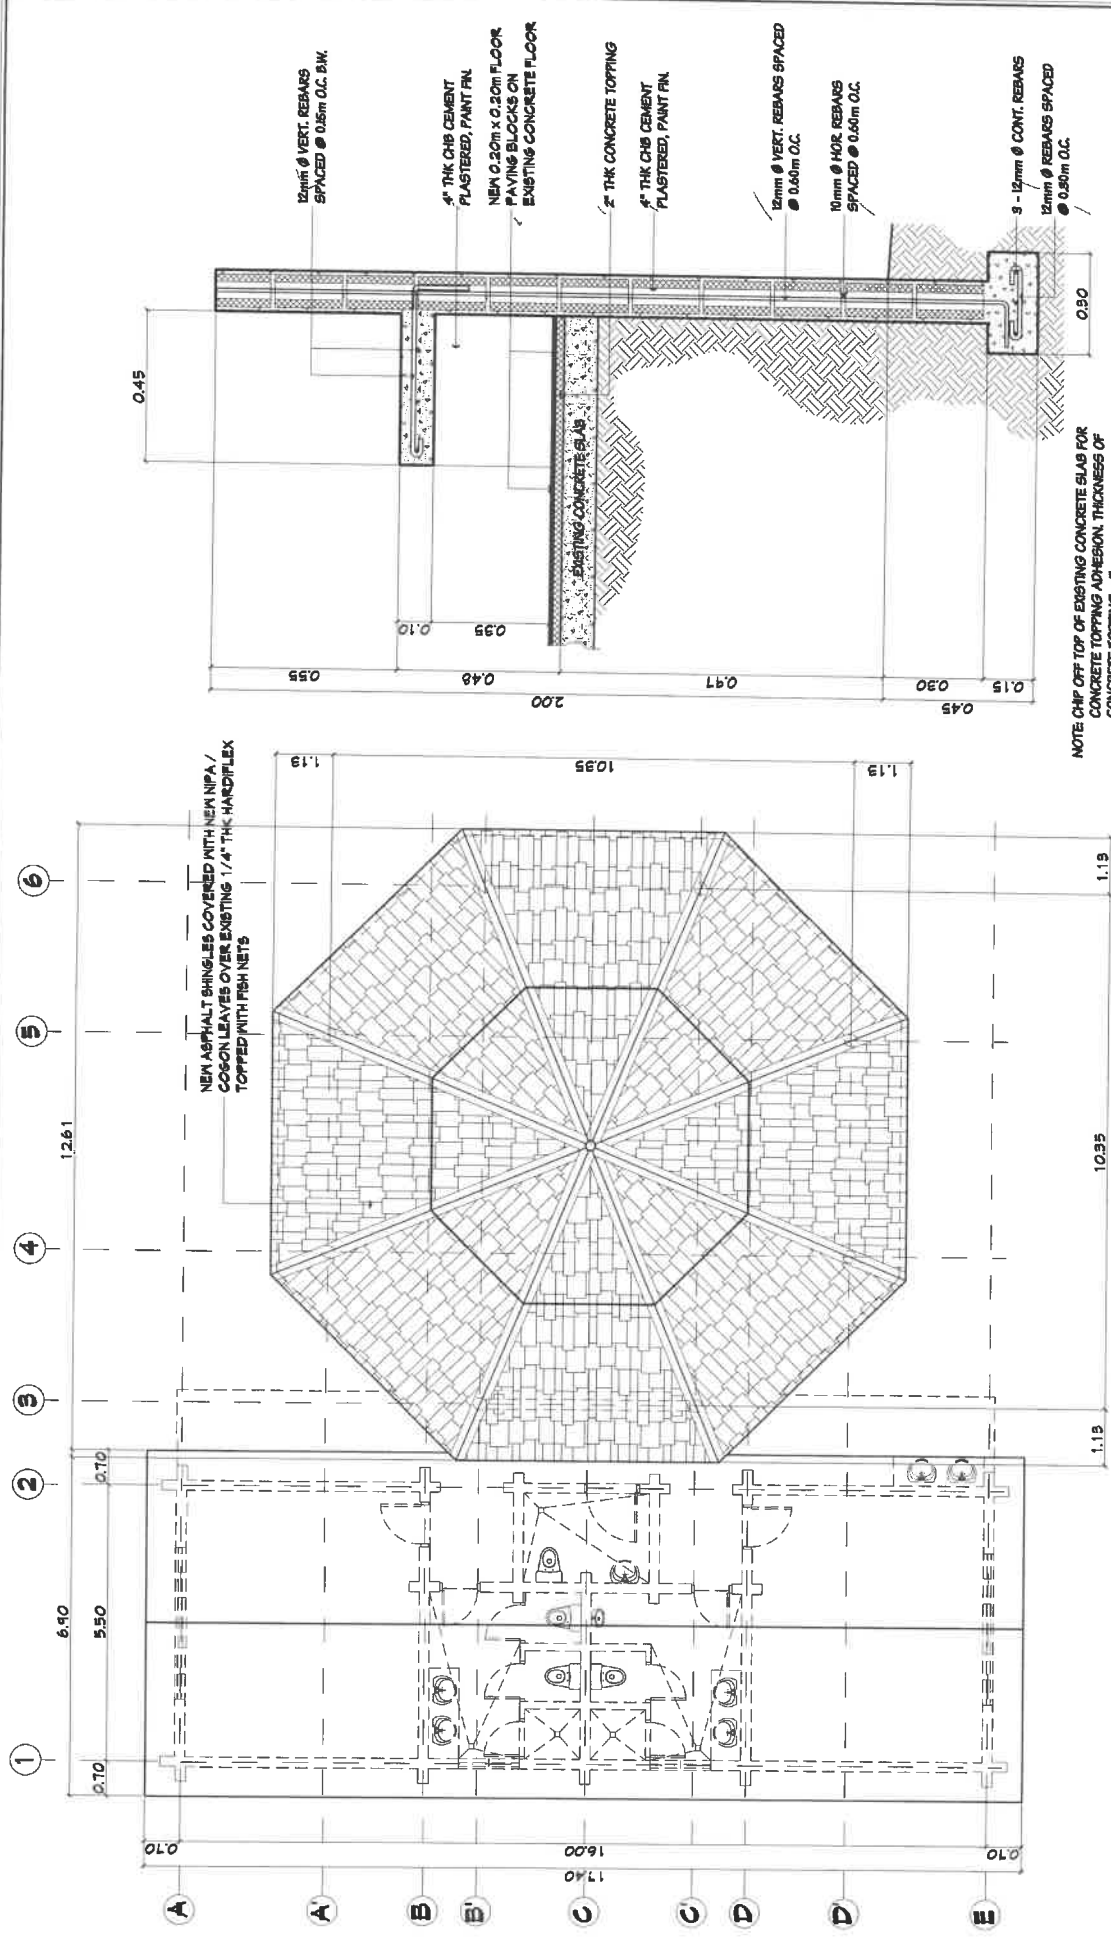 12mm Ø VERT. REBARS
SPACED @ 0.15m O.C. B.W.
4" THK CHB CEMENT
PLASTERED, PAINT FIN.
NEW 0.20m x 0.20m FLOOR
PAVING BLOCKS ON
EXISTING CONCRETE FLOOR
2" THK CONCRETE TOPPING
4" THK CHB CEMENT
PLASTERED, PAINT FIN.
12mm Ø VERT. REBARS SPACED
@ 0.60m O.C.
10mm Ø HOR. REBARS
SPACED @ 0.60m O.C.
3 - 12mm Ø CONT. REBARS
12mm Ø REBARS SPACED
0.45
EXISTING CONCRETE SLAB
0.10
0.35
0.55
0.48
0.97
0.30
0.15
2.00
0.45
0.30
NOTE: CHIP OFF TOP OF EXISTING CONCRETE SLAB FOR
CONCRETE TOPPING ADHESION. THICKNESS OF
NEW ASPHALT SHINGLES COVERED WITH NEW NIPA /
COGON LEAVES OVER EXISTING 1/4" THK HARDIFLEX
TOPPED WITH FISH NETS
1.13
10.35
1.13
12.61
6
5
4
3
2
1
1.13
10.35
1.13
6.90
0.70
5.50
0.70
0.70
16.00
0.70
17.40
A
A'
B
B'
C
C'
D
D'
E